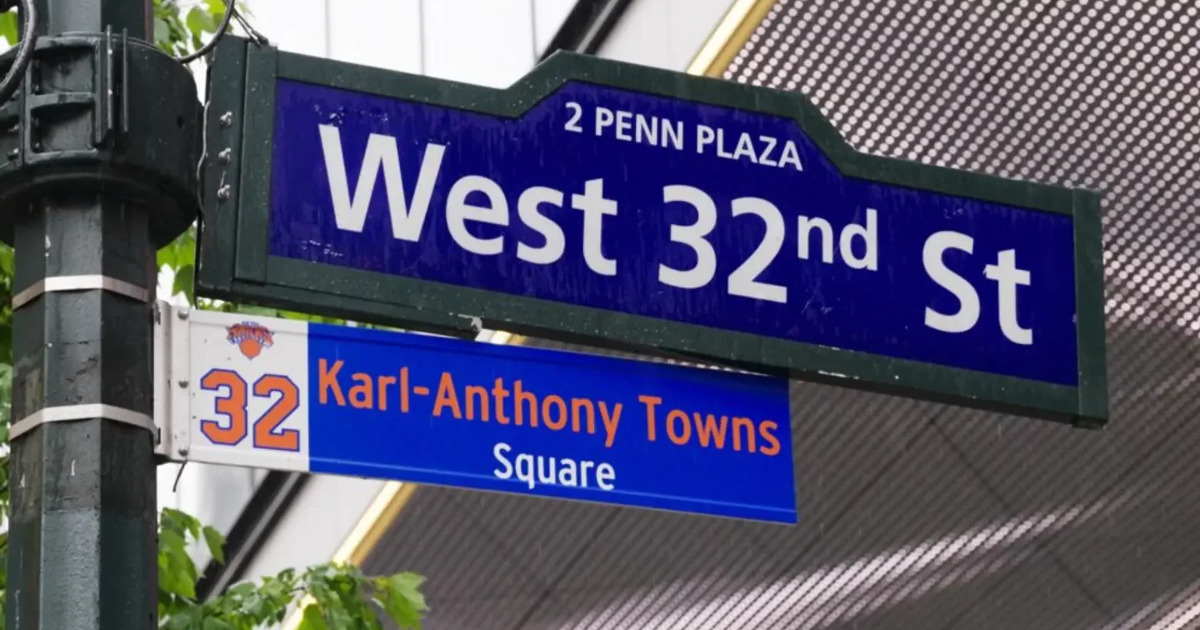 2 PENN PLAZA
West 32nd St
32
Karl-Anthony Towns
Square